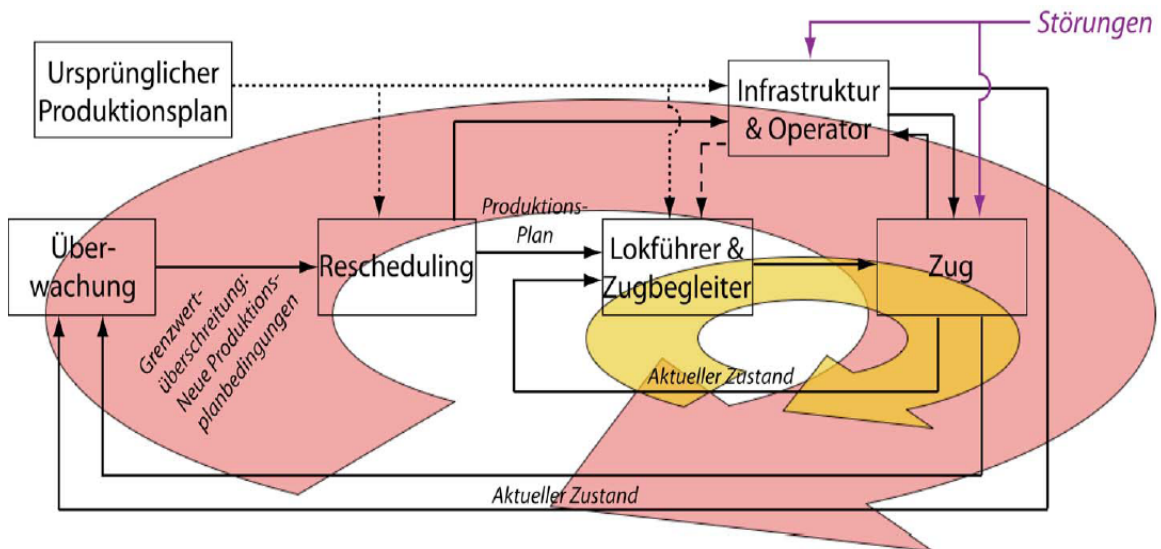 Störungen
Ursprünglicher
Produktionsplan
Infrastruktur
& Operator
Über-
wachung
Rescheduling
Produktions-
Plan
Lokführer &
Zugbegleiter
Zug
Grenzwert-
überschreitung:
Neue Produktions-
planbedingungen
Aktueller Zustand
Aktueller Zustand